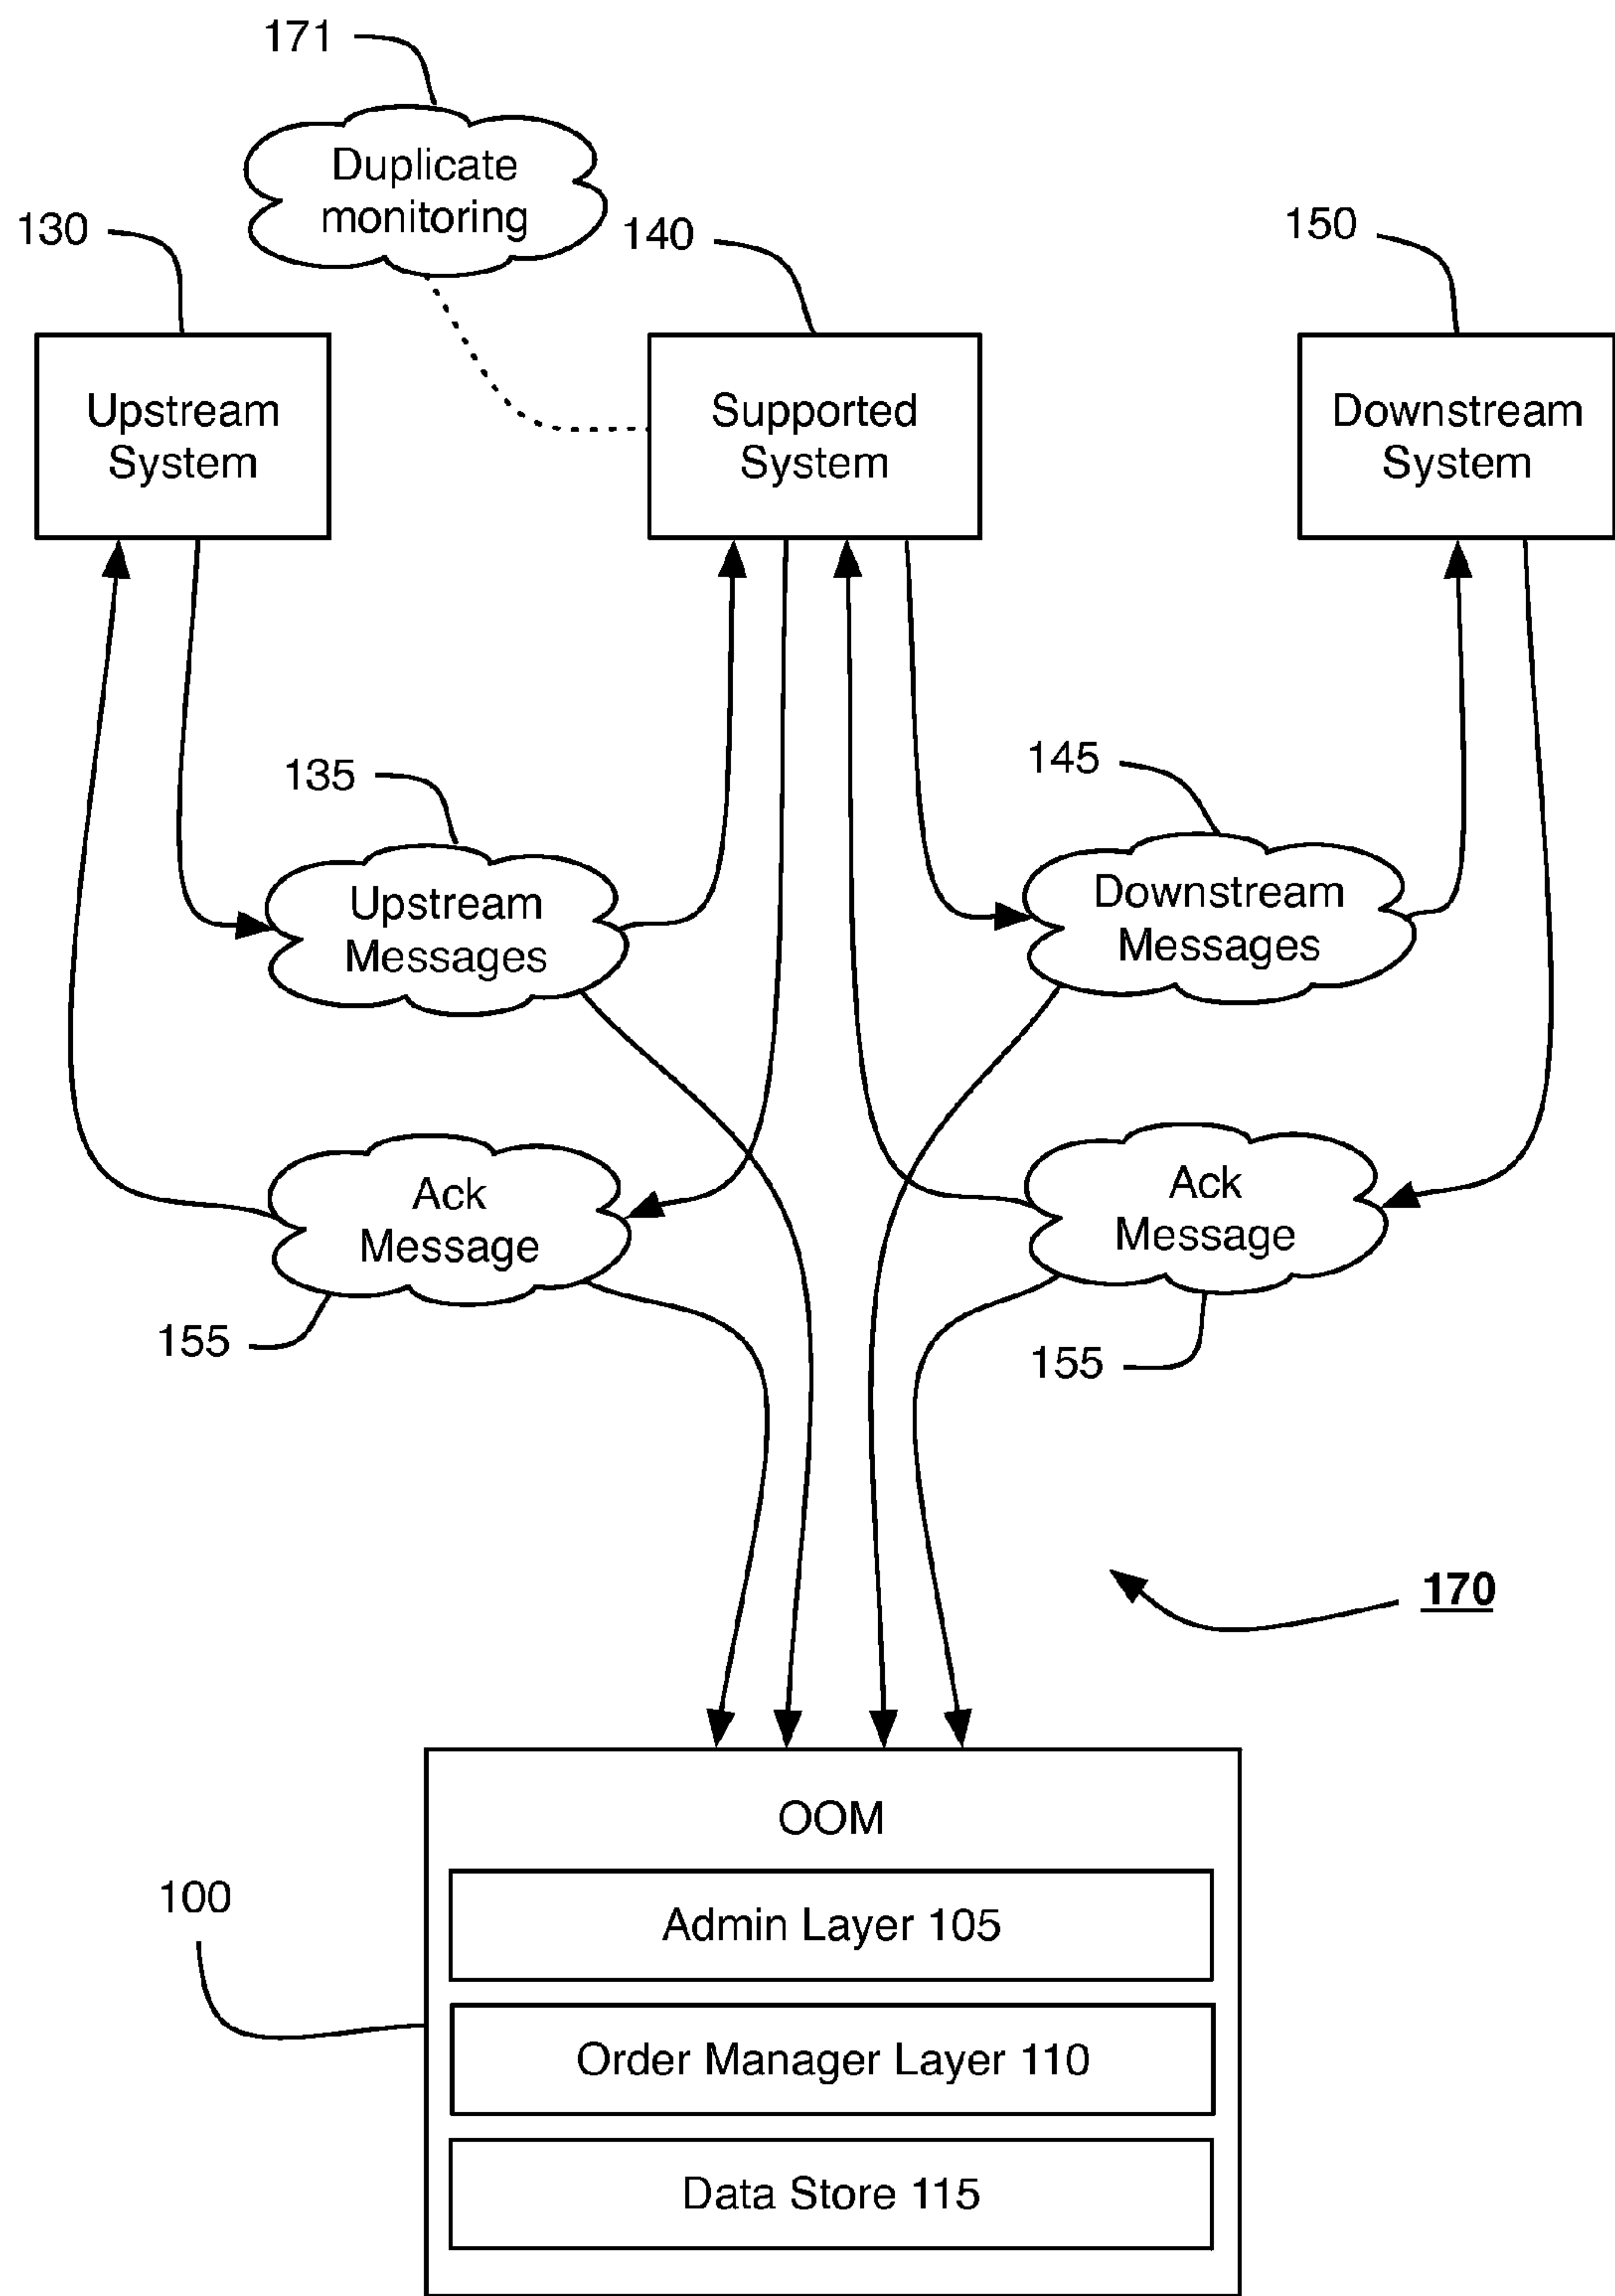 171
Duplicate
monitoring
130
140
150
Upstream
System
Supported
System
Downstream
System
135
145
Upstream
Messages
Downstream
Messages
Ack
Message
Ack
Message
155
155
170
OOM
100
Admin Layer 105
Order Manager Layer 110
Data Store 115